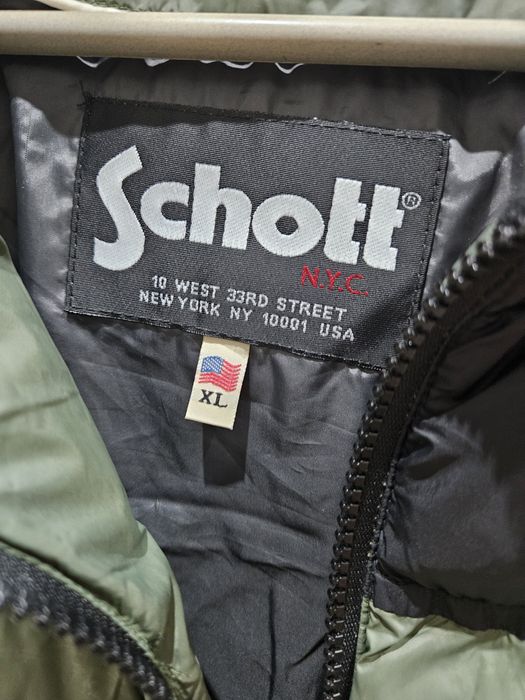 Schott®
N.Y.C.
10 WEST 33RD STREET
NEW YORK NY 10001 USA
XL